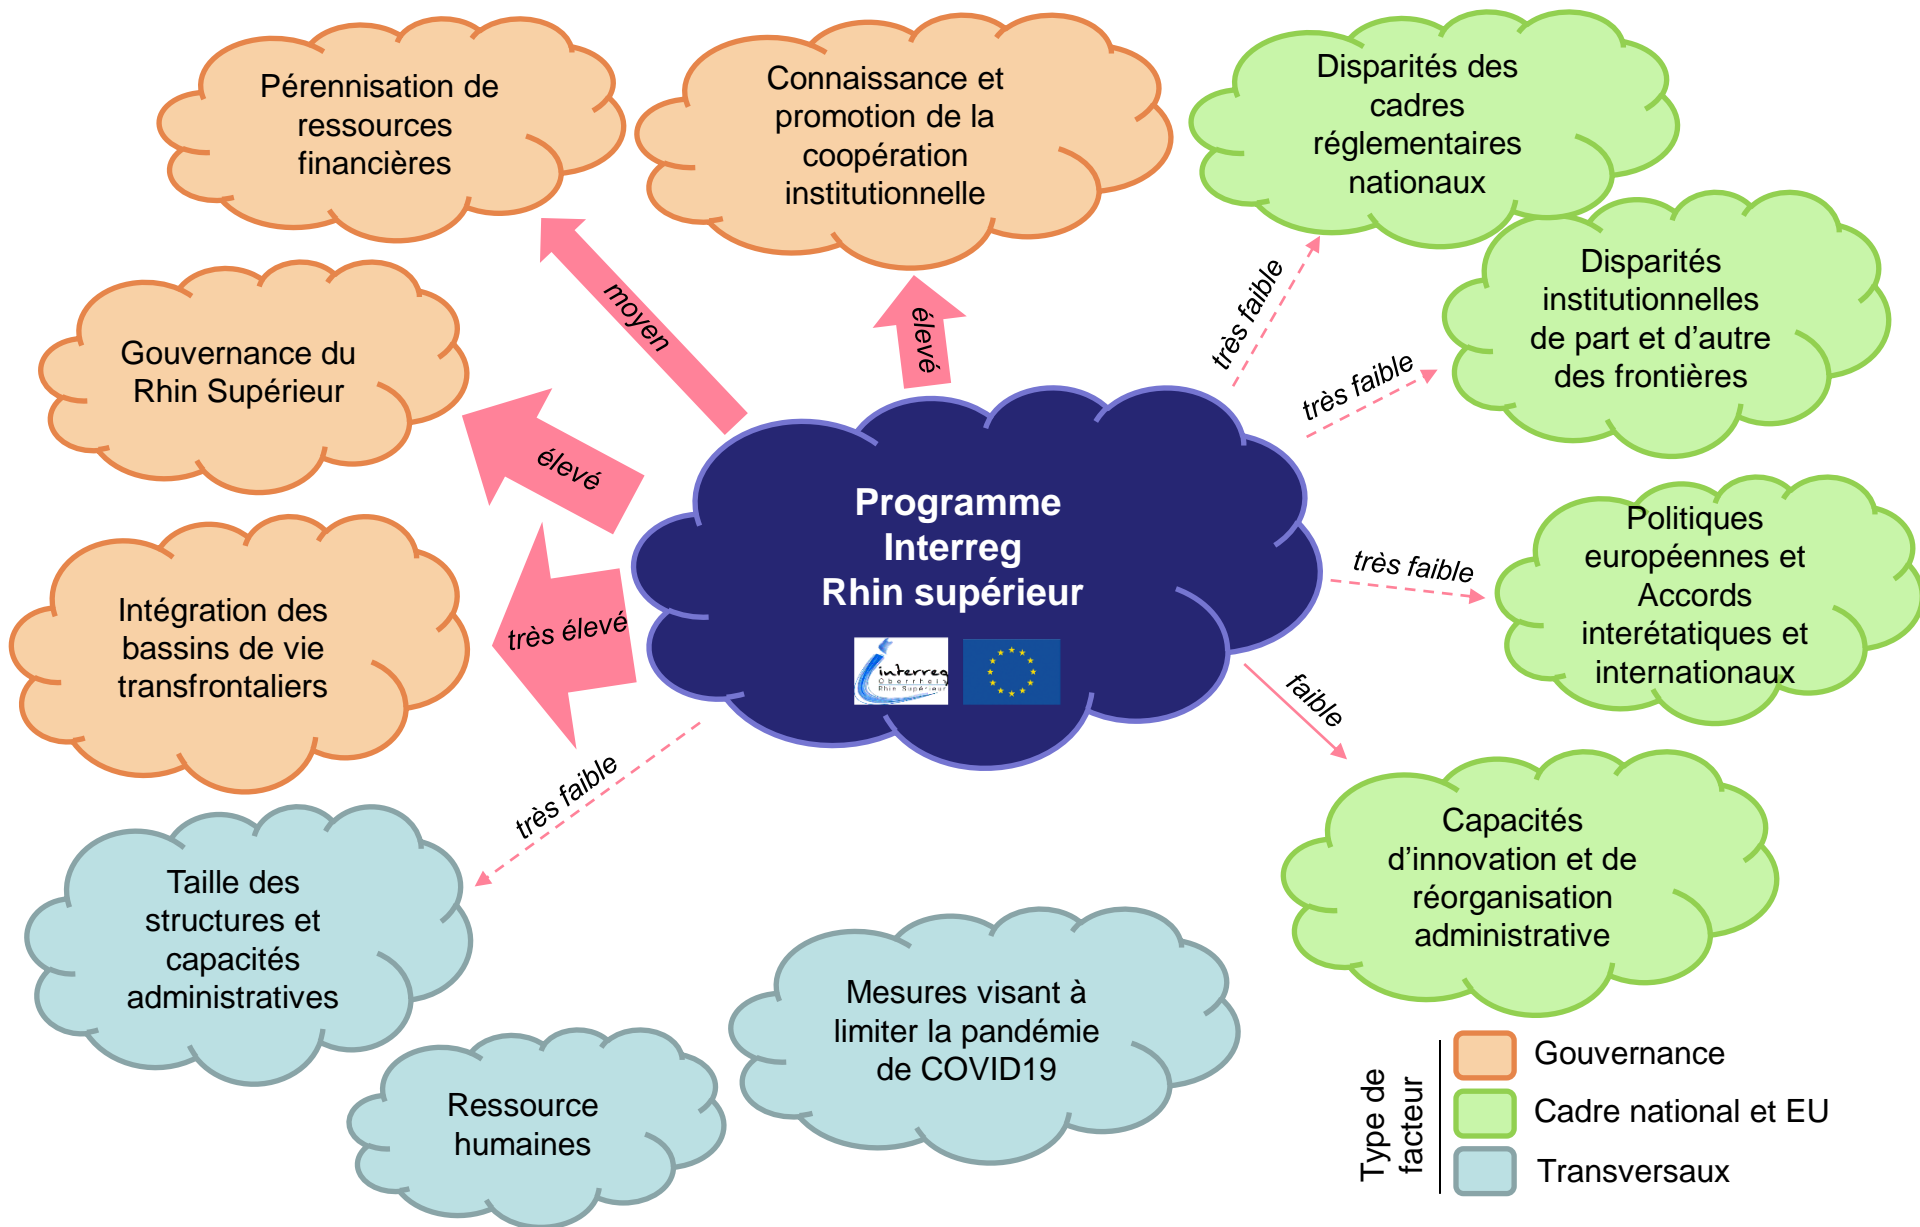 Pérennisation de
ressources
financières
Connaissance et
promotion de la
coopération
institutionnelle
Disparités des
cadres
réglementaires
nationaux
Disparités
institutionnelles
de part et d'autre
des frontières
Gouvernance du
Rhin Supérieur
moyen
élevé
très faible
très faible
élevé
Programme
Interreg
Rhin supérieur
interreg
Oberrhein
Rhin Supérieur
très faible
Politiques
européennes et
Accords
interétatiques et
internationaux
Intégration des
bassins de vie
transfrontaliers
très élevé
faible
très faible
Capacités
d’innovation et de
réorganisation
administrative
Taille des
structures et
capacités
administratives
Mesures visant à
limiter la pandémie
de COVID19
Ressource
humaines
Type de
facteur
Gouvernance
Cadre national et EU
Transversaux